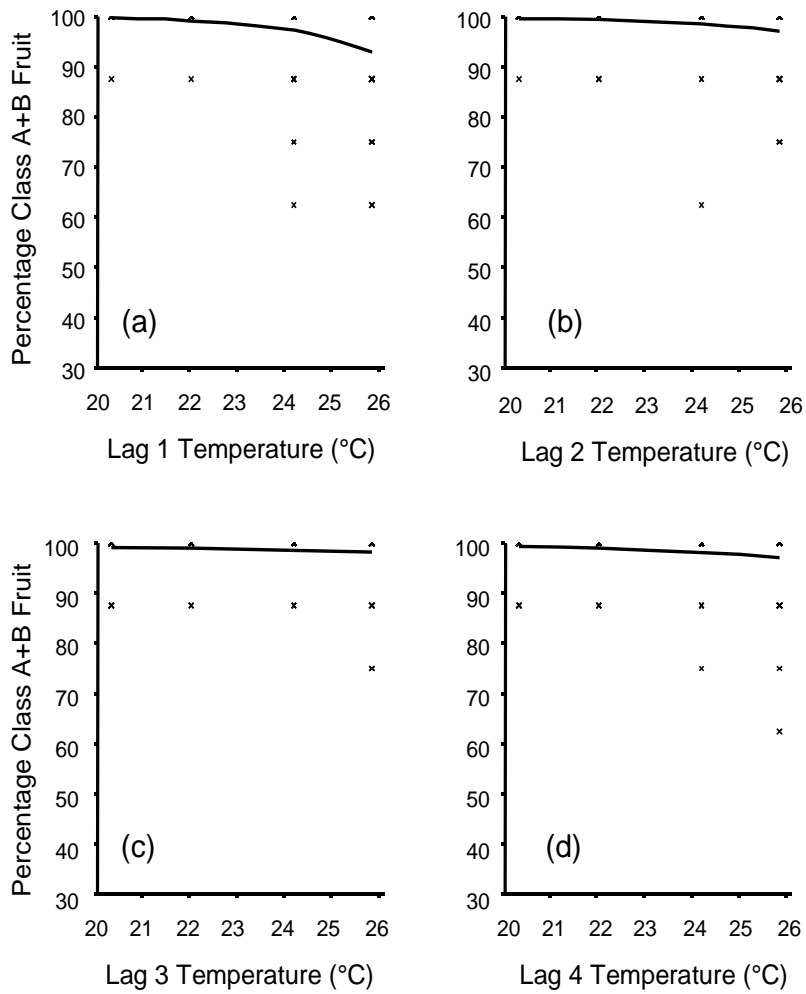 Percentage Class A+B Fruit
100
90
80
70
60
50
40
30
(a)
20 21 22 23 24 25 26
Lag 1 Temperature (°C)
100
90
80
70
60
50
40
30
(b)
20 21 22 23 24 25 26
Lag 2 Temperature (°C)
Percentage Class A+B Fruit
100
90
80
70
60
50
40
30
(c)
20 21 22 23 24 25 26
Lag 3 Temperature (°C)
100
90
80
70
60
50
40
30
(d)
20 21 22 23 24 25 26
Lag 4 Temperature (°C)